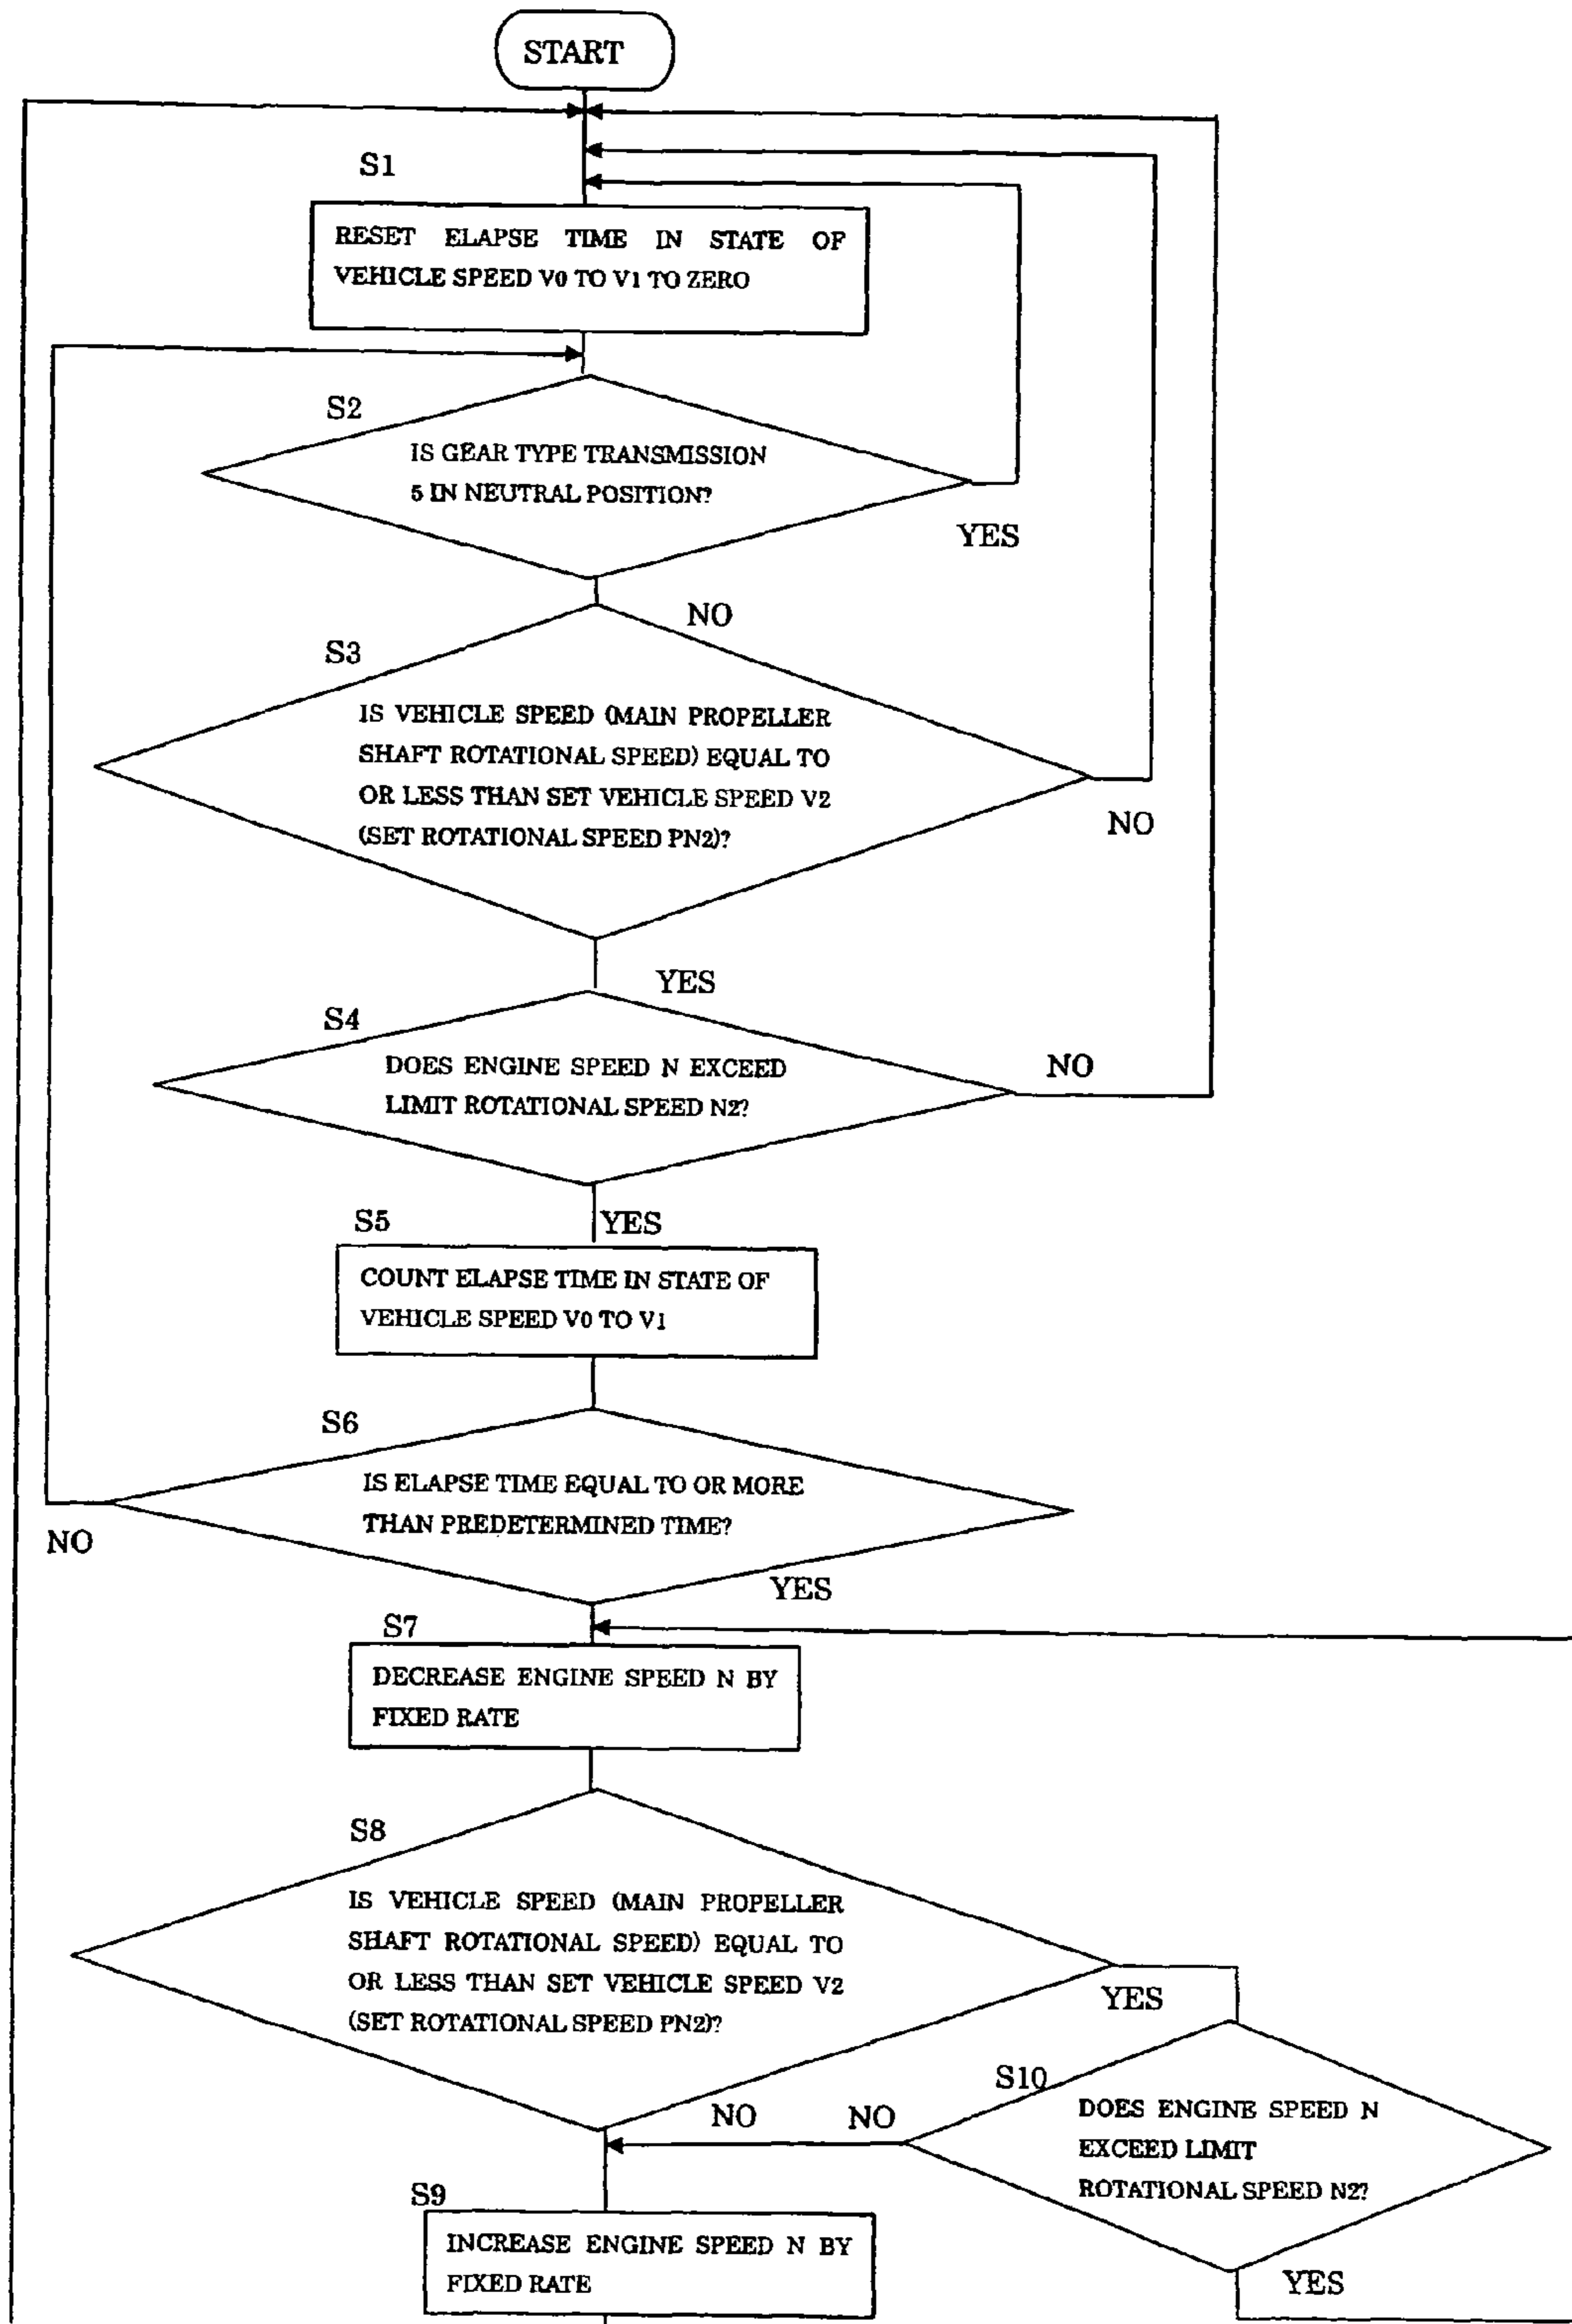 START
S1
RESET ELAPSE TIME IN STATE OF
VEHICLE SPEED V0 TO V1 TO ZERO
S2
IS GEAR TYPE TRANSMISSION
5 IN NEUTRAL POSITION?
YES
NO
S3
IS VEHICLE SPEED (MAIN PROPELLER
SHAFT ROTATIONAL SPEED) EQUAL TO
OR LESS THAN SET VEHICLE SPEED V2
(SET ROTATIONAL SPEED PN2)?
NO
YES
S4
DOES ENGINE SPEED N EXCEED
LIMIT ROTATIONAL SPEED N2?
NO
YES
S5
COUNT ELAPSE TIME IN STATE OF
VEHICLE SPEED V0 TO V1
S6
IS ELAPSE TIME EQUAL TO OR MORE
THAN PREDETERMINED TIME?
NO
YES
S7
DECREASE ENGINE SPEED N BY
FIXED RATE
S8
IS VEHICLE SPEED (MAIN PROPELLER
SHAFT ROTATIONAL SPEED) EQUAL TO
OR LESS THAN SET VEHICLE SPEED V2
(SET ROTATIONAL SPEED PN2)?
YES
NO
S10
DOES ENGINE SPEED N
EXCEED LIMIT
ROTATIONAL SPEED N2?
NO
YES
S9
INCREASE ENGINE SPEED N BY
FIXED RATE